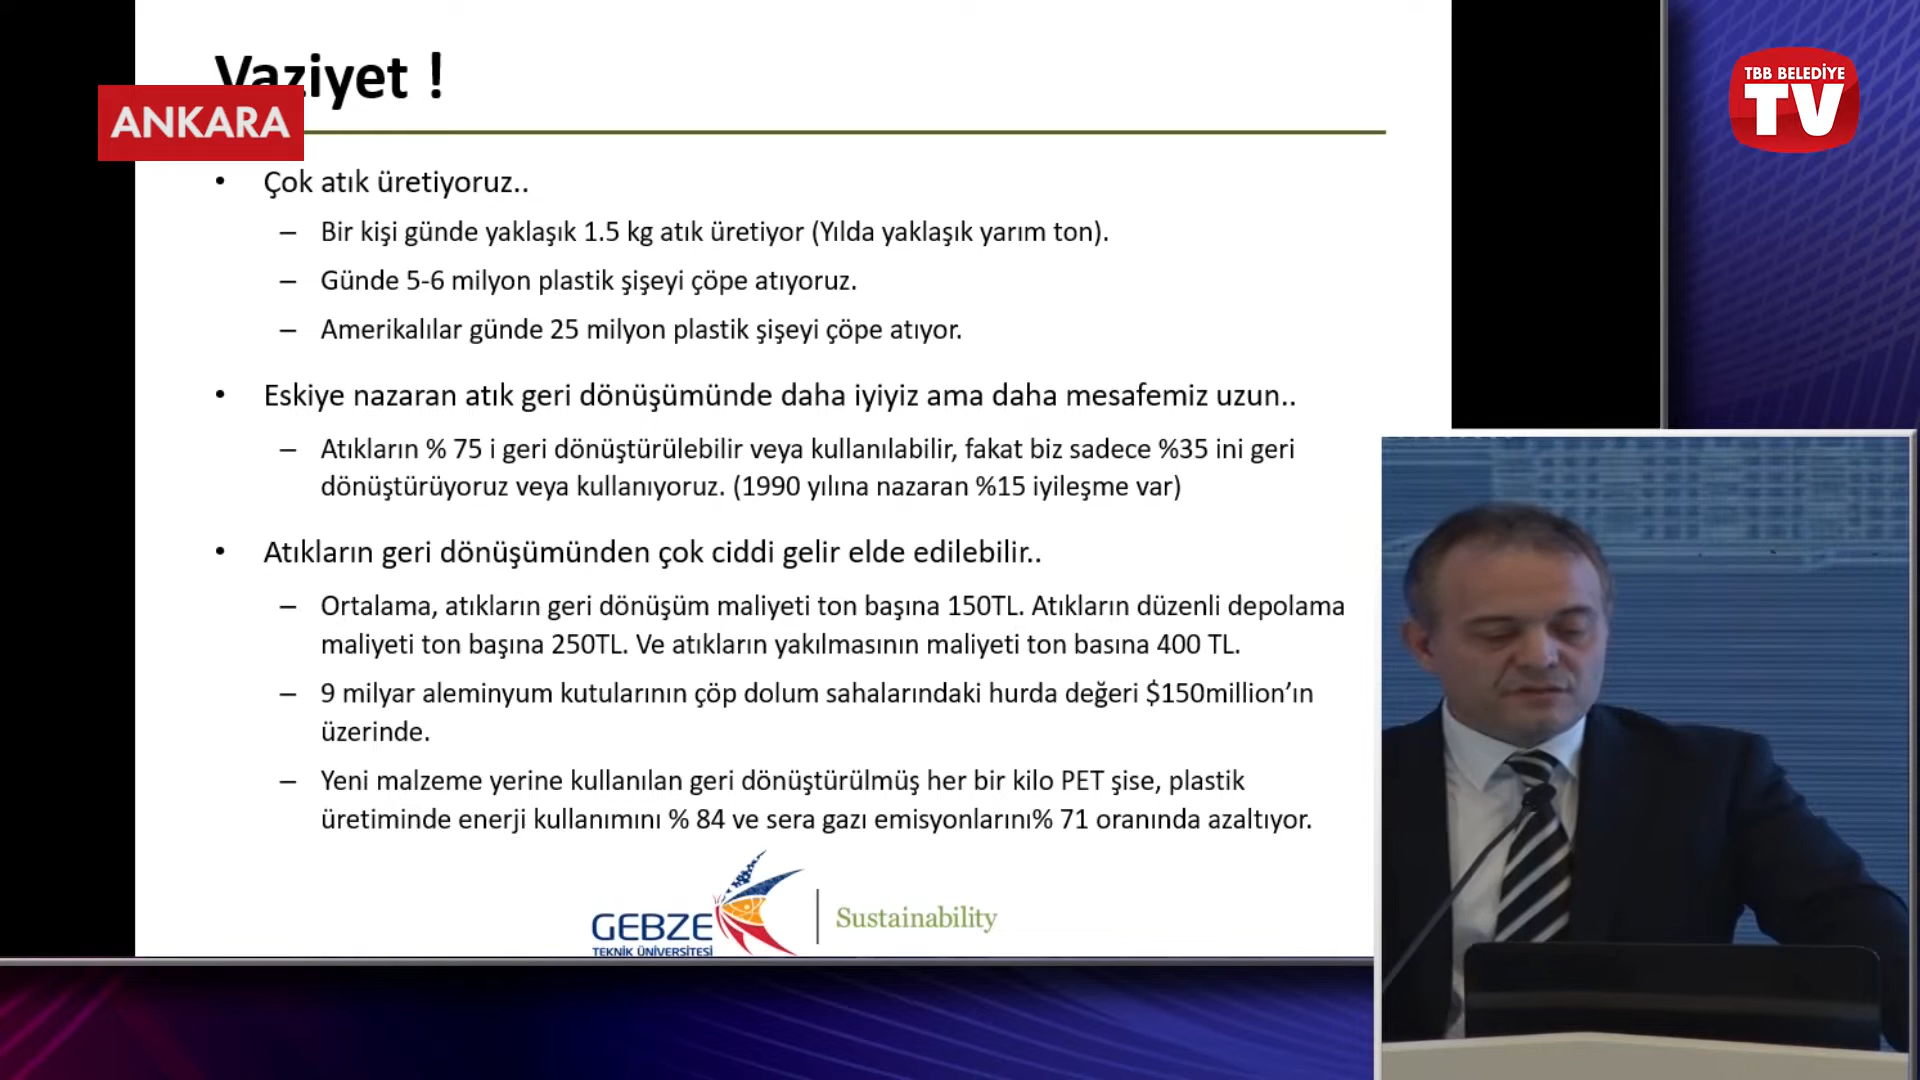 Vaziyet !
ANKARA
TBB BELEDİYE
TV
• Çok atık üretiyoruz..
– Bir kişi günde yaklaşık 1.5 kg atık üretiyor (Yılda yaklaşık yarım ton).
– Günde 5-6 milyon plastik şişeyi çöpe atıyoruz.
– Amerikalılar günde 25 milyon plastik şişeyi çöpe atıyor.
• Eskiye nazaran atık geri dönüşümünde daha iyiyiz ama daha mesafemiz uzun..
– Atıkların % 75 i geri dönüştürülebilir veya kullanılabilir, fakat biz sadece %35 ini geri
dönüştürüyoruz veya kullanıyoruz. (1990 yılına nazaran %15 iyileşme var)
• Atıkların geri dönüşümünden çok ciddi gelir elde edilebilir..
– Ortalama, atıkların geri dönüşüm maliyeti ton başına 150TL. Atıkların düzenli depolama
maliyeti ton başına 250TL. Ve atıkların yakılmasının maliyeti ton basına 400 TL.
– 9 milyar aleminyum kutularının çöp dolum sahalarındaki hurda değeri $150million’ın
üzerinde.
– Yeni malzeme yerine kullanılan geri dönüştürülmüş her bir kilo PET şise, plastik
üretiminde enerji kullanımını % 84 ve sera gazı emisyonlarını% 71 oranında azaltıyor.
GEBZE
TEKNİK ÜNİVERSİTESİ
Sustainability